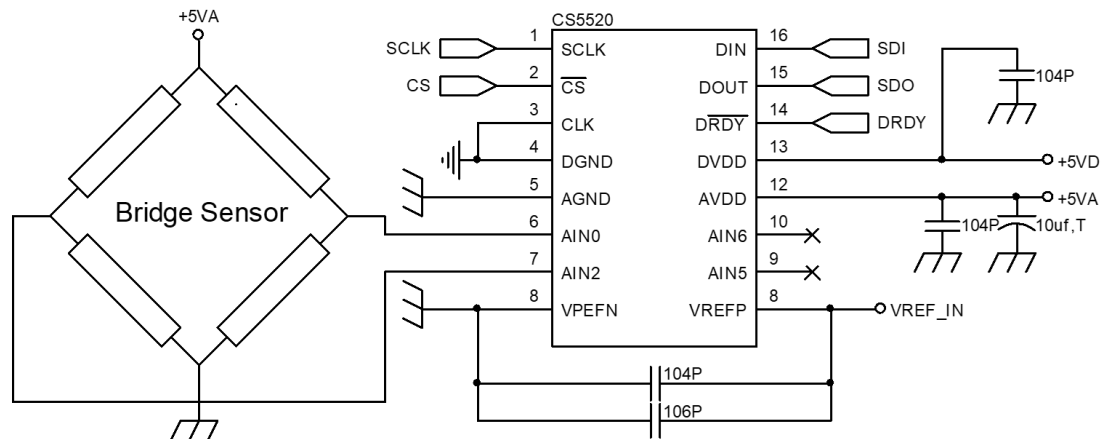 +5VA
CS5520
SCLK
1
SCLK
DIN
16
SDI
CS
2
CS
DOUT
15
SDO
104P
3
CLK
DRDY
14
DRDY
4
DGND
DVDD
13
+5VD
5
AGND
AVDD
12
+5VA
Bridge Sensor
6
AIN0
AIN6
10
104P
10uf,T
7
AIN2
AIN5
9
8
VPEFN
VREFP
8
VREF_IN
104P
106P